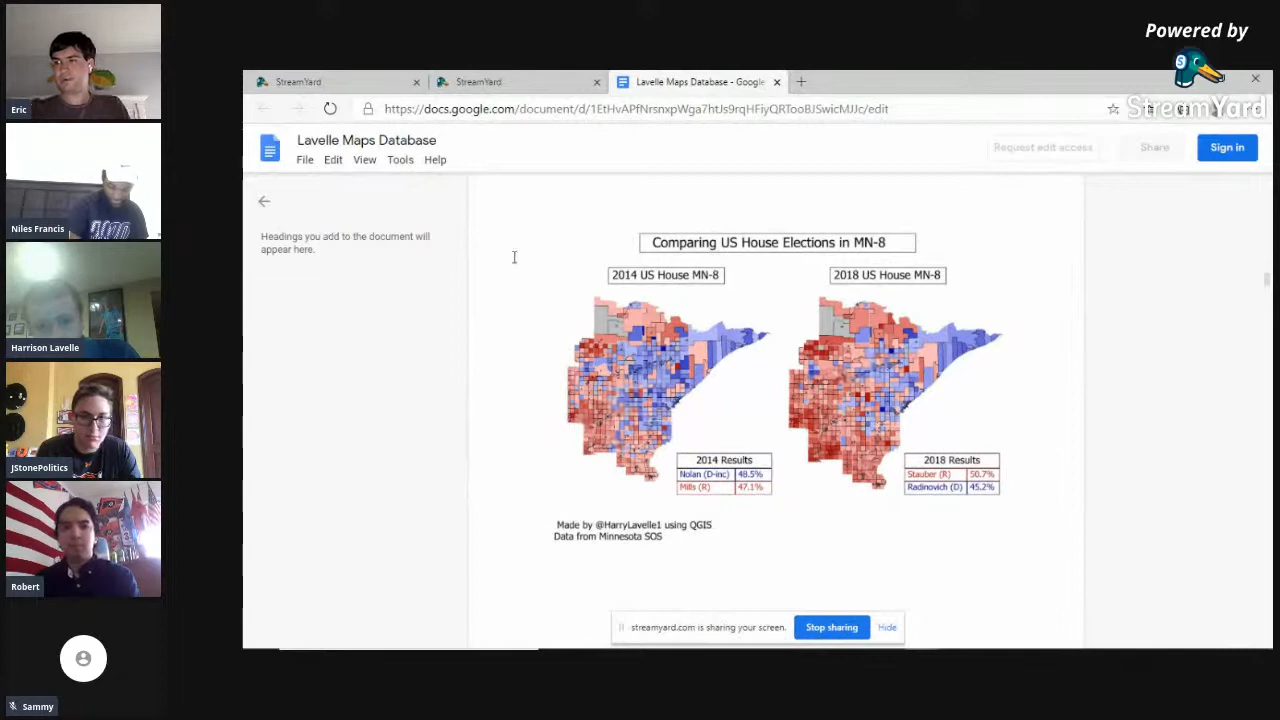 Powered by
StreamYard
Eric
Niles Francis
Harrison Lavelle
JStonePolitics
Robert
Sammy
StreamYard
StreamYard
Lavelle Maps Database - Google
https://docs.google.com/document/d/1EtHvAPfNrsnxpWga7htJs9rqHFiyQRTooBJSwicMJJc/edit
Lavelle Maps Database
File Edit View Tools Help
Request edit access
Share
Sign in
Headings you add to the document will
appear here.
Comparing US House Elections in MN-8
2014 US House MN-8
2018 US House MN-8
2014 Results
Nolan (D-inc) 48.5%
Mills (R) 47.1%
2018 Results
Stauber (R) 50.7%
Radinovich (D) 45.2%
Made by @HarryLavelle1 using QGIS
Data from Minnesota SOS
streamyard.com is sharing your screen.
Stop sharing
Hide